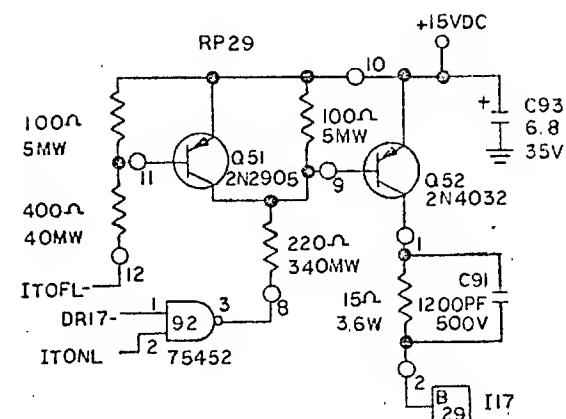 +15VDC
RP29
10
100Ω
5MW
100Ω
5MW
+
C93
6.8
35V
11
Q51
2N2905
9
Q52
2N4032
400Ω
40MW
12
ITOFL-
220Ω
340MW
1
DR17-
1
92
3
8
ITONL
2
75452
15Ω
3.6W
C91
1200PF
500V
2
B
29
I17